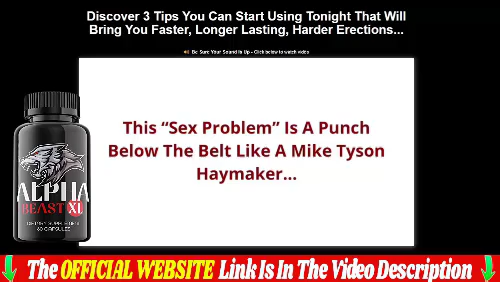 Discover 3 Tips You Can Start Using Tonight That Will
Bring You Faster, Longer Lasting, Harder Erections...
Be Sure Your Sound Is Up - Click below to watch video
This “Sex Problem” Is A Punch
Below The Belt Like A Mike Tyson
Haymaker...
ALPHA
BEAST XL
DIETARY SUPPLEMENT
60 CAPSULES
The OFFICIAL WEBSITE Link Is In The Video Description